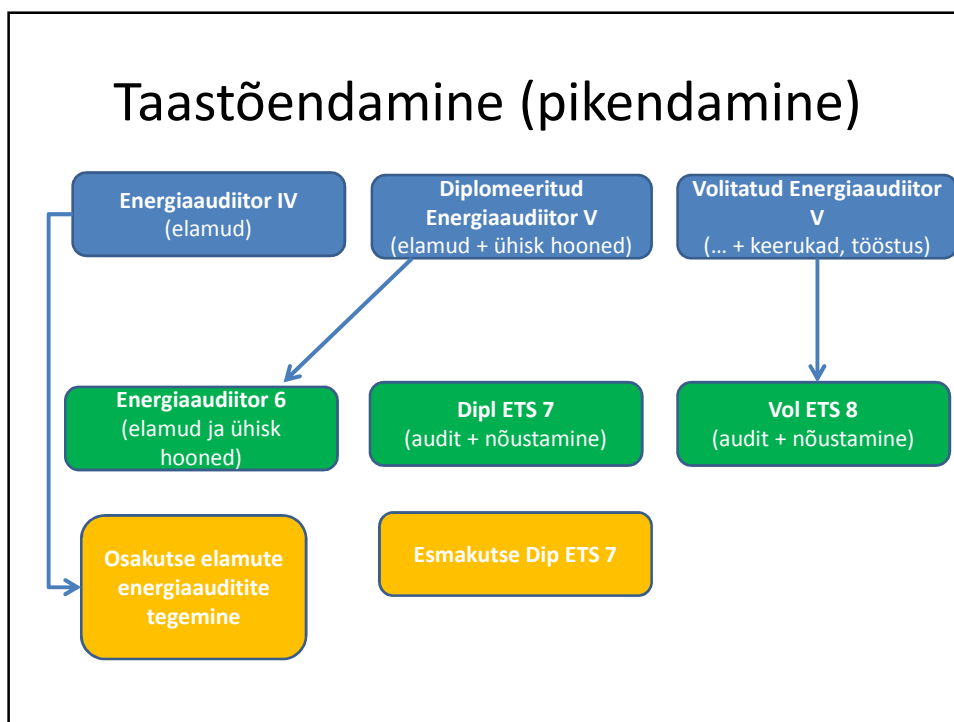 Taastõendamine (pikendamine)
Energiaaudiitor IV
(elamud)
Diplomeeritud
Energiaaudiitor V
(elamud + ühisk hooned)
Volitatud Energiaaudiitor
V
(... + keerukad, tööstus)
Energiaaudiitor 6
(elamud ja ühisk
hooned)
Dipl ETS 7
(audit + nõustamine)
Vol ETS 8
(audit + nõustamine)
Osakutse elamute
energiaauditite
tegemine
Esmakutse Dip ETS 7